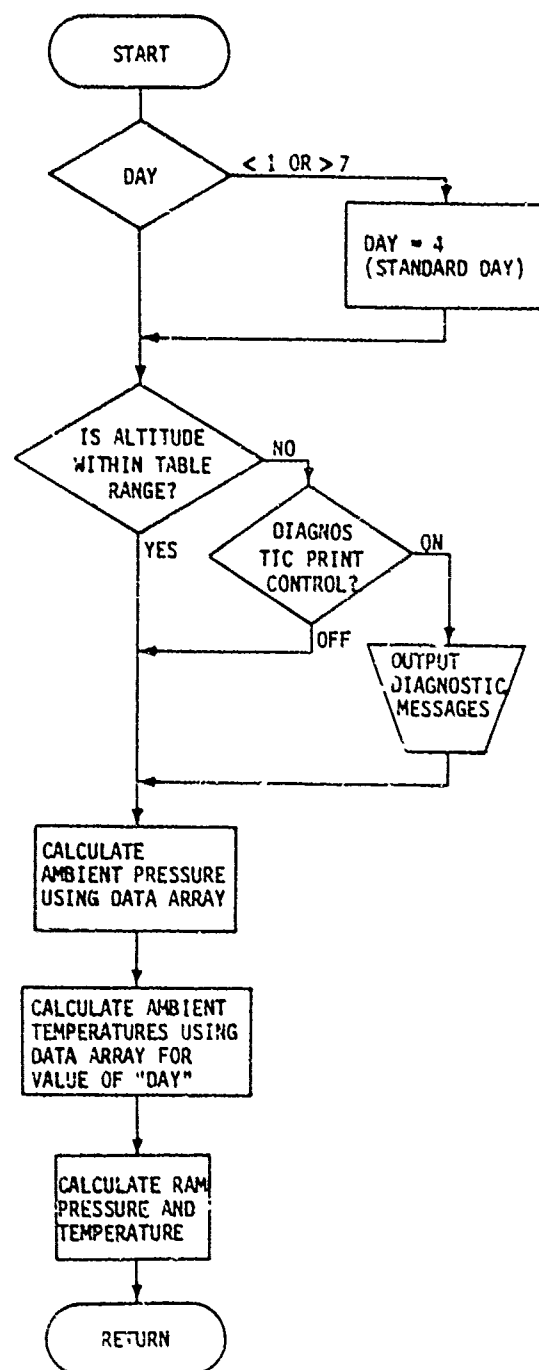 START
DAY
< 1 OR > 7
DAY = 4
(STANDARD DAY)
IS ALTITUDE
WITHIN TABLE
RANGE?
NO
YES
DIAGNOS
TIC PRINT
CONTROL?
ON
OFF
OUTPUT
DIAGNOSTIC
MESSAGES
CALCULATE
AMBIENT PRESSURE
USING DATA ARRAY
CALCULATE AMBIENT
TEMPERATURES USING
DATA ARRAY FOR
VALUE OF "DAY"
CALCULATE RAM
PRESSURE AND
TEMPERATURE
RETURN